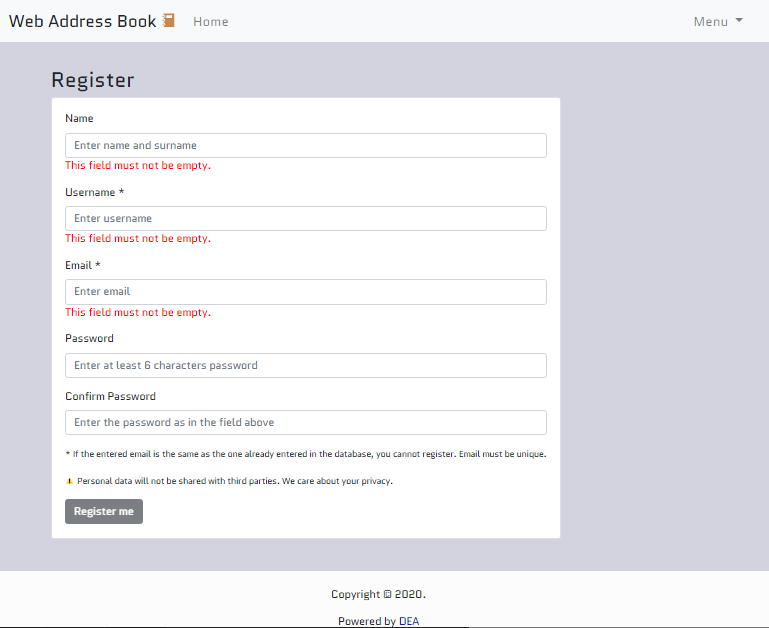 Web Address Book Home Menu
Register
Name
Enter name and surname
This field must not be empty.
Username *
Enter username
This field must not be empty.
Email *
Enter email
This field must not be empty.
Password
Enter at least 6 characters password
Confirm Password
Enter the password as in the field above
* If the entered email is the same as the one already entered in the database, you cannot register. Email must be unique.
Personal data will not be shared with third parties. We care about your privacy.
Register me
Copyright © 2020.
Powered by DEA